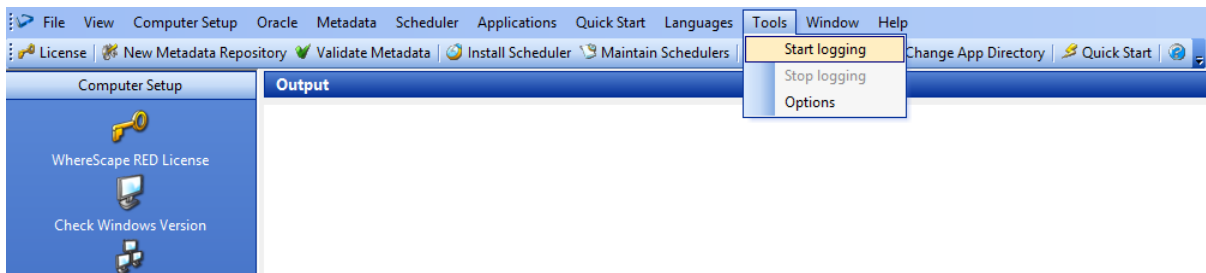 File View Computer Setup Oracle Metadata Scheduler Applications Quick Start Languages Tools Window Help
License New Metadata Repository Validate Metadata Install Scheduler Maintain Schedulers Change App Directory Quick Start
Start logging
Stop logging
Options
Computer Setup
Output
WhereScape RED License
Check Windows Version